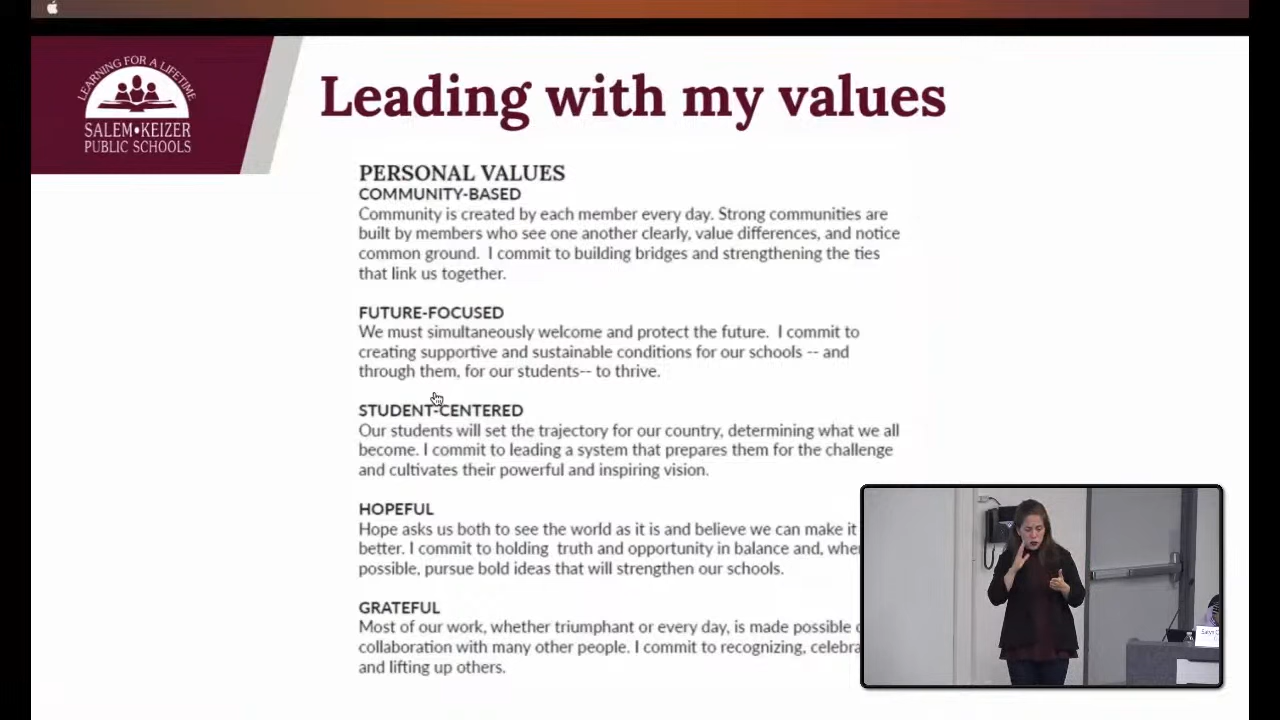 LEARNING FOR A LIFETIME
SALEM•KEIZER
PUBLIC SCHOOLS
Leading with my values
PERSONAL VALUES
COMMUNITY-BASED
Community is created by each member every day. Strong communities are
built by members who see one another clearly, value differences, and notice
common ground. I commit to building bridges and strengthening the ties
that link us together.
FUTURE-FOCUSED
We must simultaneously welcome and protect the future. I commit to
creating supportive and sustainable conditions for our schools -- and
through them, for our students-- to thrive.
STUDENT-CENTERED
Our students will set the trajectory for our country, determining what we all
become. I commit to leading a system that prepares them for the challenge
and cultivates their powerful and inspiring vision.
HOPEFUL
Hope asks us both to see the world as it is and believe we can make it
better. I commit to holding truth and opportunity in balance and,
possible, pursue bold ideas that will strengthen our schools.
GRATEFUL
Most of our work, whether triumphant or every day, is made possible
collaboration with many other people. I commit to recognizing,
and lifting up others.